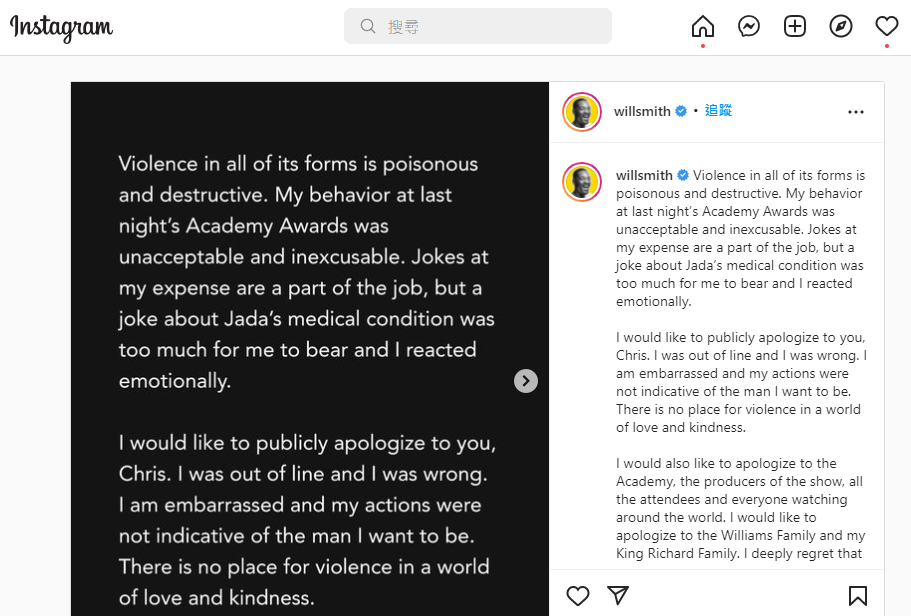 Instagram
搜尋
Violence in all of its forms is poisonous
and destructive. My behavior at last
night's Academy Awards was
unacceptable and inexcusable. Jokes at
my expense are a part of the job, but a
joke about Jada's medical condition was
too much for me to bear and I reacted
emotionally.
I would like to publicly apologize to you,
Chris. I was out of line and I was wrong.
I am embarrassed and my actions were
not indicative of the man I want to be.
There is no place for violence in a world
of love and kindness.
willsmith • 追蹤
willsmith Violence in all of its forms is
poisonous and destructive. My behavior
at last night's Academy Awards was
unacceptable and inexcusable. Jokes at
my expense are a part of the job, but a
joke about Jada's medical condition was
too much for me to bear and I reacted
emotionally.
I would like to publicly apologize to you,
Chris. I was out of line and I was wrong. I
am embarrassed and my actions were
not indicative of the man I want to be.
There is no place for violence in a world
of love and kindness.
I would also like to apologize to the
Academy, the producers of the show, all
the attendees and everyone watching
around the world. I would like to
apologize to the Williams Family and my
King Richard Family. I deeply regret that